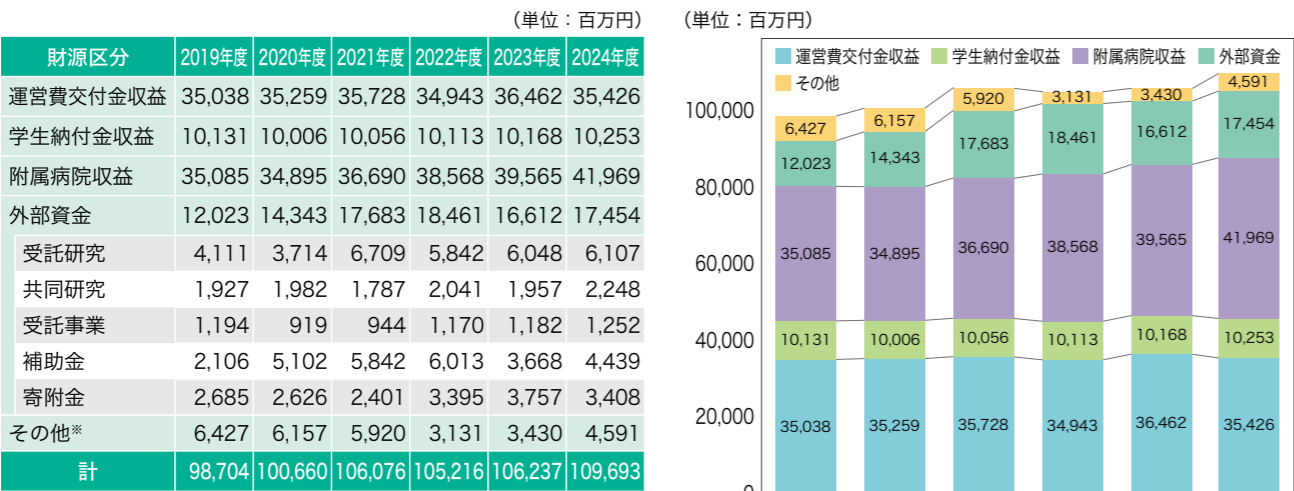 （単位：百万円）
財源区分 2019年度 2020年度 2021年度 2022年度 2023年度 2024年度
運営費交付金収益 35,038 35,259 35,728 34,943 36,462 35,426
学生納付金収益 10,131 10,006 10,056 10,113 10,168 10,253
附属病院収益 35,085 34,895 36,690 38,568 39,565 41,969
外部資金 12,023 14,343 17,683 18,461 16,612 17,454
受託研究 4,111 3,714 6,709 5,842 6,048 6,107
共同研究 1,927 1,982 1,787 2,041 1,957 2,248
受託事業 1,194 919 944 1,170 1,182 1,252
補助金 2,106 5,102 5,842 6,013 3,668 4,439
寄附金 2,685 2,626 2,401 3,395 3,757 3,408
その他※ 6,427 6,157 5,920 3,131 3,430 4,591
計 98,704 100,660 106,076 105,216 106,237 109,693
（単位：百万円）
運営費交付金収益 学生納付金収益 附属病院収益 外部資金
その他
100,000
80,000
60,000
40,000
20,000
6,427 6,157 5,920 3,131 3,430 4,591
12,023 14,343 17,683 18,461 16,612 17,454
35,085 34,895 36,690 38,568 39,565 41,969
10,131 10,006 10,056 10,113 10,168 10,253
35,038 35,259 35,728 34,943 36,462 35,426